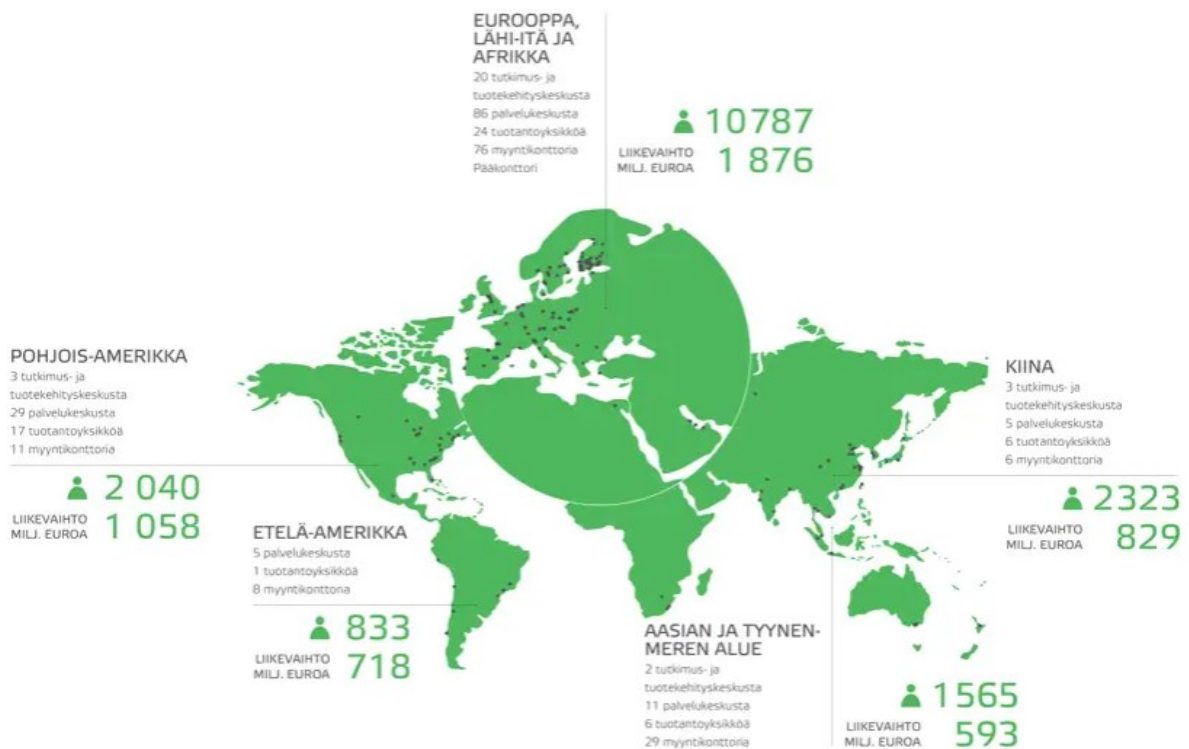 EUROOPPA,
LÄHI-ITÄ JA
AFRIKKA
20 tutkimus- ja
tuotekehityskeskusta
86 palvelukeskusta
24 tuotantoyksikköä
76 myyntikonttoria
Pääkonttori
10 787
LIIKEVAIHTO
MILJ. EUROA 1 876
POHJOIS-AMERIKKA
3 tutkimus- ja
tuotekehityskeskusta
29 palvelukeskusta
17 tuotantoyksikköä
11 myyntikonttoria
2 040
LIIKEVAIHTO
MILJ. EUROA 1 058
ETELÄ-AMERIKKA
5 palvelukeskusta
1 tuotantoyksikköä
8 myyntikonttoria
833
LIIKEVAIHTO
MILJ. EUROA 718
KIINA
3 tutkimus- ja
tuotekehityskeskusta
5 palvelukeskusta
6 tuotantoyksikköä
6 myyntikonttoria
2323
LIIKEVAIHTO
MILJ. EUROA 829
AASIAN JA TYYNEN-
MEREN ALUE
2 tutkimus- ja
tuotekehityskeskusta
11 palvelukeskusta
6 tuotantoyksikköä
29 myyntikonttoria
1 565
LIIKEVAIHTO
MILJ. EUROA 593